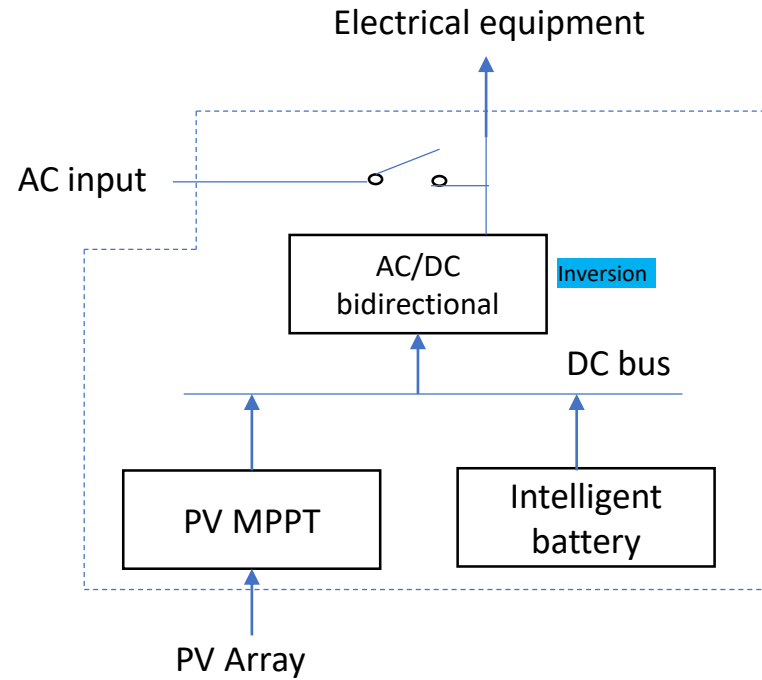 Electrical equipment
AC input
AC/DC
bidirectional
Inversion
DC bus
PV MPPT
Intelligent
battery
PV Array